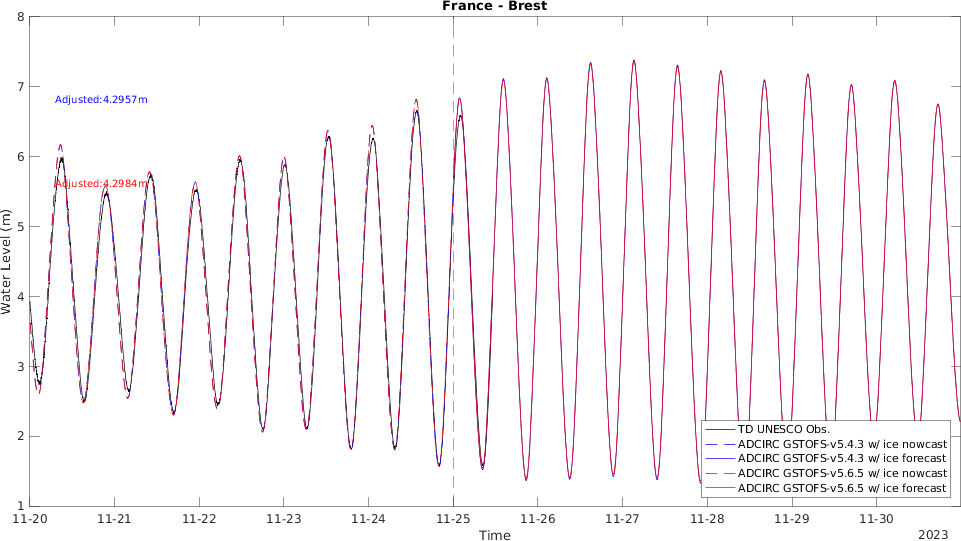 France - Brest
8
7
6
5
4
3
2
1
Water Level (m)
Adjusted:4.2957m
Adjusted:4.2984m
TD UNESCO Obs.
ADCIRC GSTOFS-v5.4.3 w/ ice nowcast
ADCIRC GSTOFS-v5.4.3 w/ ice forecast
ADCIRC GSTOFS-v5.6.5 w/ ice nowcast
ADCIRC GSTOFS-v5.6.5 w/ ice forecast
11-20 11-21 11-22 11-23 11-24 11-25 11-26 11-27 11-28 11-29 11-30
Time
2023